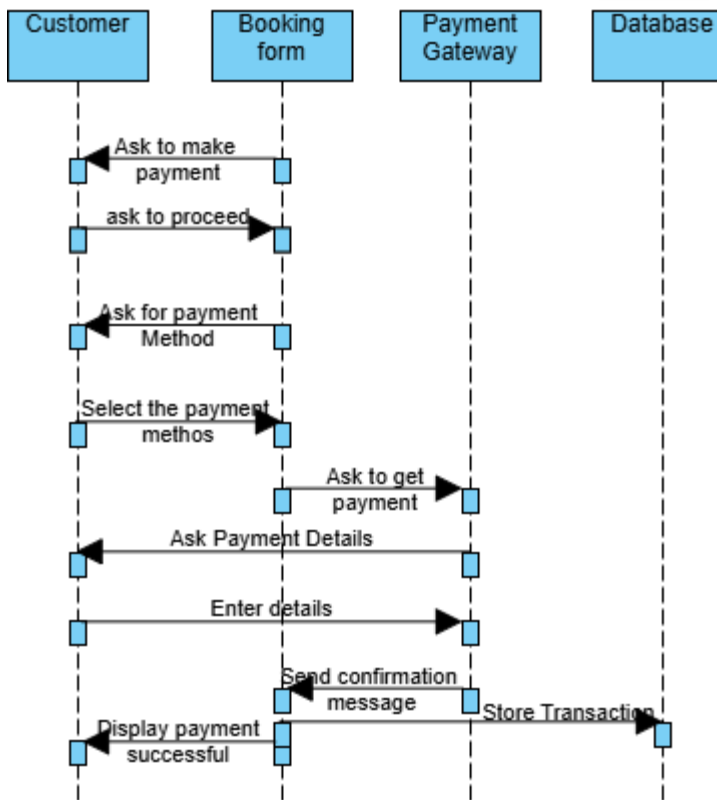 Customer
Booking
form
Payment
Gateway
Database
Ask to make
payment
ask to proceed
Ask for payment
Method
Select the payment
methos
Ask to get
payment
Ask Payment Details
Enter details
Send confirmation
message
Store Transaction
Display payment
successful